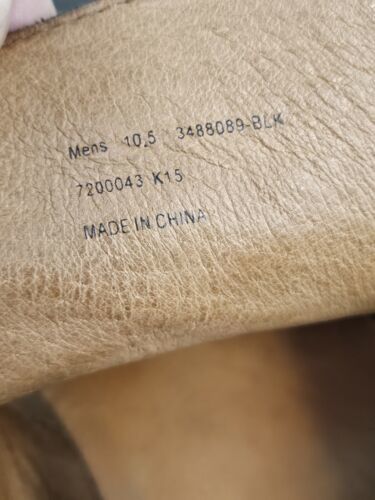 Mens 10,5 3488089-BLK
7200043 K15
MADE IN CHINA